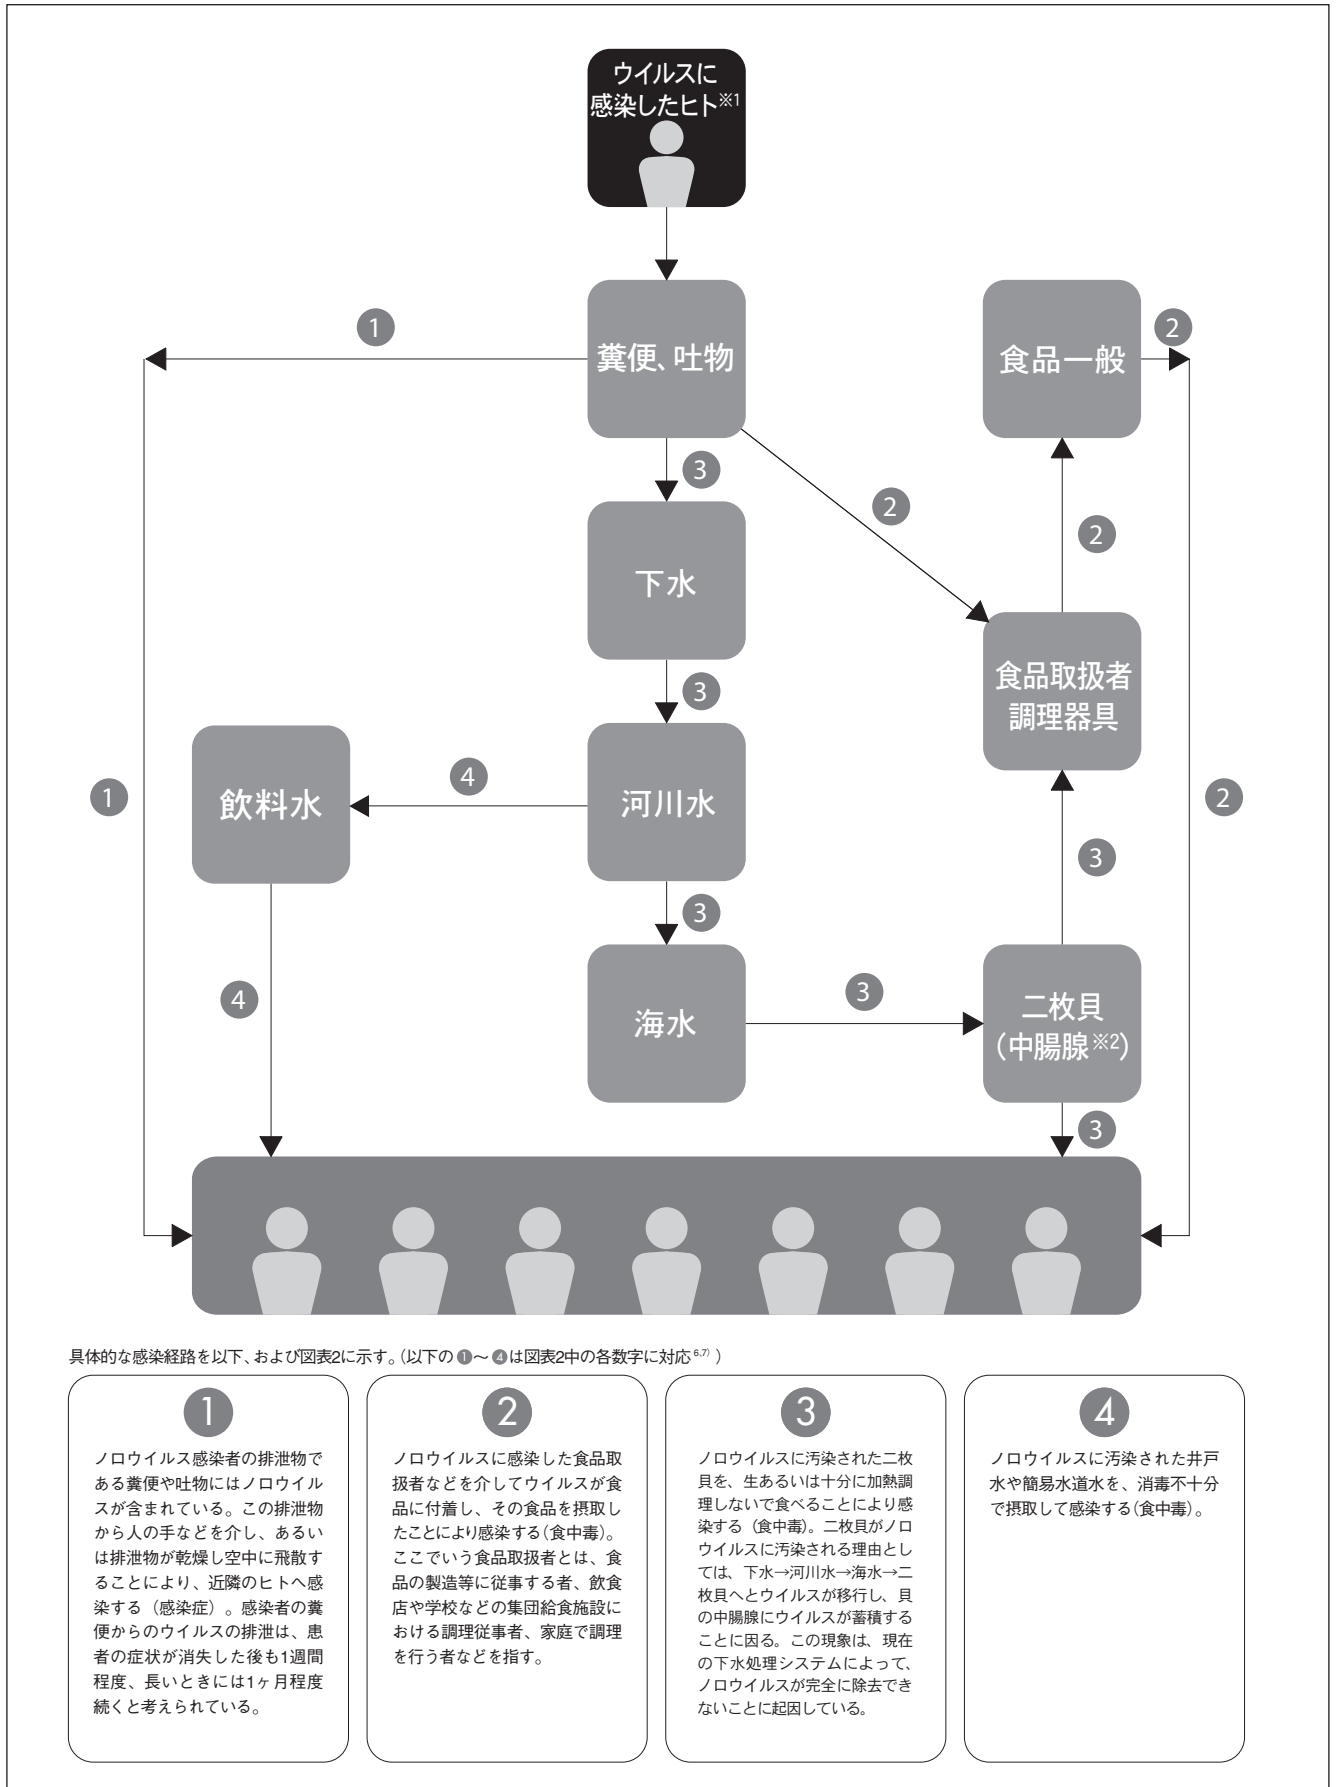 ウイルスに
感染したヒト※1
1
糞便、吐物
食品一般
2
3
2
2
下水
3
食品取扱者
調理器具
飲料水
4
河川水
1
2
3
3
4
海水
3
二枚貝
(中腸腺※2)
3
具体的な感染経路を以下、および図表2に示す。(以下の❶〜❹は図表2中の各数字に対応6,7))
1
ノロウイルス感染者の排泄物で
ある糞便や吐物にはノロウイル
スが含まれている。この排泄物
から人の手などを介し、あるい
は排泄物が乾燥し空中に飛散す
ることにより、近隣のヒトへ感
染する(感染症)。感染者の糞
便からのウイルスの排泄は、患
者の症状が消失した後も1週間
程度、長いときには1ヶ月程度
続くと考えられている。
2
ノロウイルスに感染した食品取
扱者などを介してウイルスが食
品に付着し、その食品を摂取し
たことにより感染する(食中毒)。
ここでいう食品取扱者とは、食
品の製造等に従事する者、飲食
店や学校などの集団給食施設に
おける調理従事者、家庭で調理
を行う者などを指す。
3
ノロウイルスに汚染された二枚
貝を、生あるいは十分に加熱調
理しないで食べることにより感
染する(食中毒)。二枚貝がノロ
ウイルスに汚染される理由とし
ては、下水→河川水→海水→二
枚貝へとウイルスが移行し、貝
の中腸腺にウイルスが蓄積する
ことに因る。この現象は、現在
の下水処理システムによって、
ノロウイルスが完全に除去でき
ないことに起因している。
4
ノロウイルスに汚染された井戸
水や簡易水道水を、消毒不十分
で摂取して感染する(食中毒)。